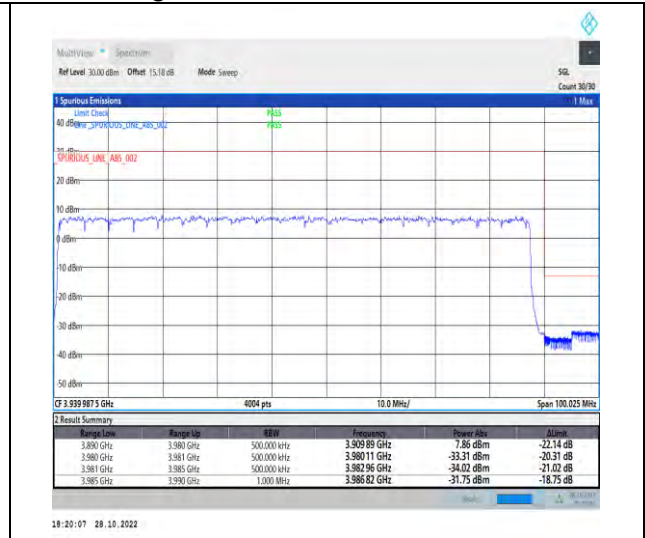 MultiView Spectrum
Ref Level 30.00 dBm Offset 15.18 dB Mode Sweep SGL
Count 30/30
1 Spurious Emissions 1 Max
Limit Check PASS
40 dBm SPURIOUS_LINE_ABS_002 PASS
SPURIOUS_LINE_ABS_002
20 dBm
10 dBm
0 dBm
-10 dBm
-20 dBm
-30 dBm
-40 dBm
-50 dBm
CF 3.939 987 5 GHz 4004 pts 10.0 MHz/ Span 100.025 MHz
2 Result Summary
Range Low Range Up RBW Frequency Power Abs ΔLimit
3.890 GHz 3.980 GHz 500.000 kHz 3.909 89 GHz 7.86 dBm -22.14 dB
3.980 GHz 3.981 GHz 500.000 kHz 3.980 11 GHz -33.31 dBm -20.31 dB
3.981 GHz 3.985 GHz 500.000 kHz 3.982 96 GHz -34.02 dBm -21.02 dB
3.985 GHz 3.990 GHz 1.000 MHz 3.986 82 GHz -31.75 dBm -18.75 dB
18:20:07 28.10.2022